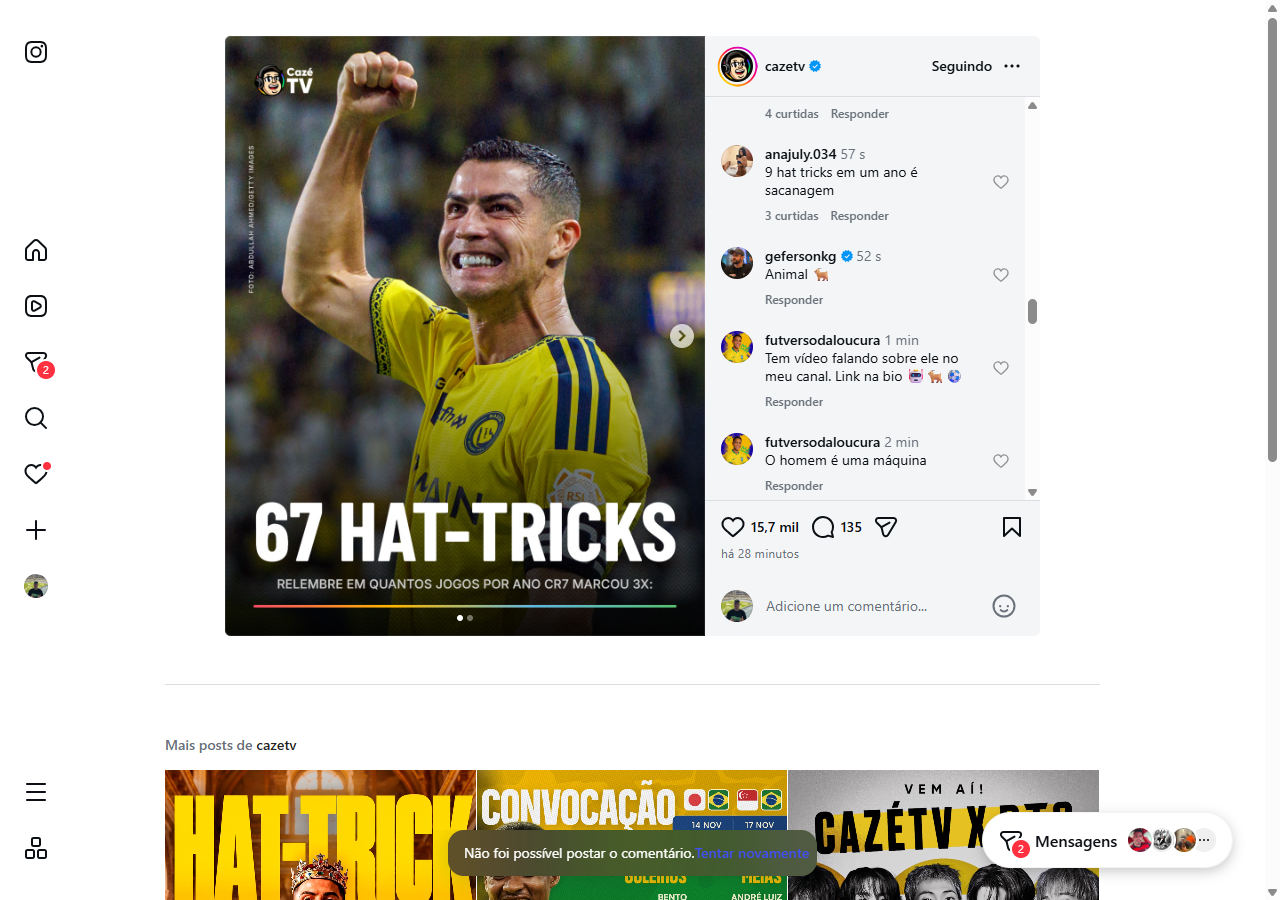 Cazé
TV
FOTO: ABDULLAH AHMED/GETTY IMAGES
67 HAT-TRICKS
RELEMBRE EM QUANTOS JOGOS POR ANO CR7 MARCOU 3X:
cazetv
Seguindo
4 curtidas Responder
anajuly.034 57 s
9 hat tricks em um ano é
sacanagem
3 curtidas Responder
gefersonkg 52 s
Animal 🐐
Responder
futversodaloucura 1 min
Tem vídeo falando sobre ele no
meu canal. Link na bio 🤖 🐐 ⚽
Responder
futversodaloucura 2 min
O homem é uma máquina
Responder
15,7 mil 135
há 28 minutos
Adicione um comentário...
2
Mais posts de cazetv
HAT-TRICK
CONVOCAÇÃO
14 NOV 17 NOV
GOLEIROS MEIAS
BENTO ANDRÉ LUIZ
VEM AÍ!
CAZÉTV X
Não foi possível postar o comentário. Tentar novamente
2
Mensagens